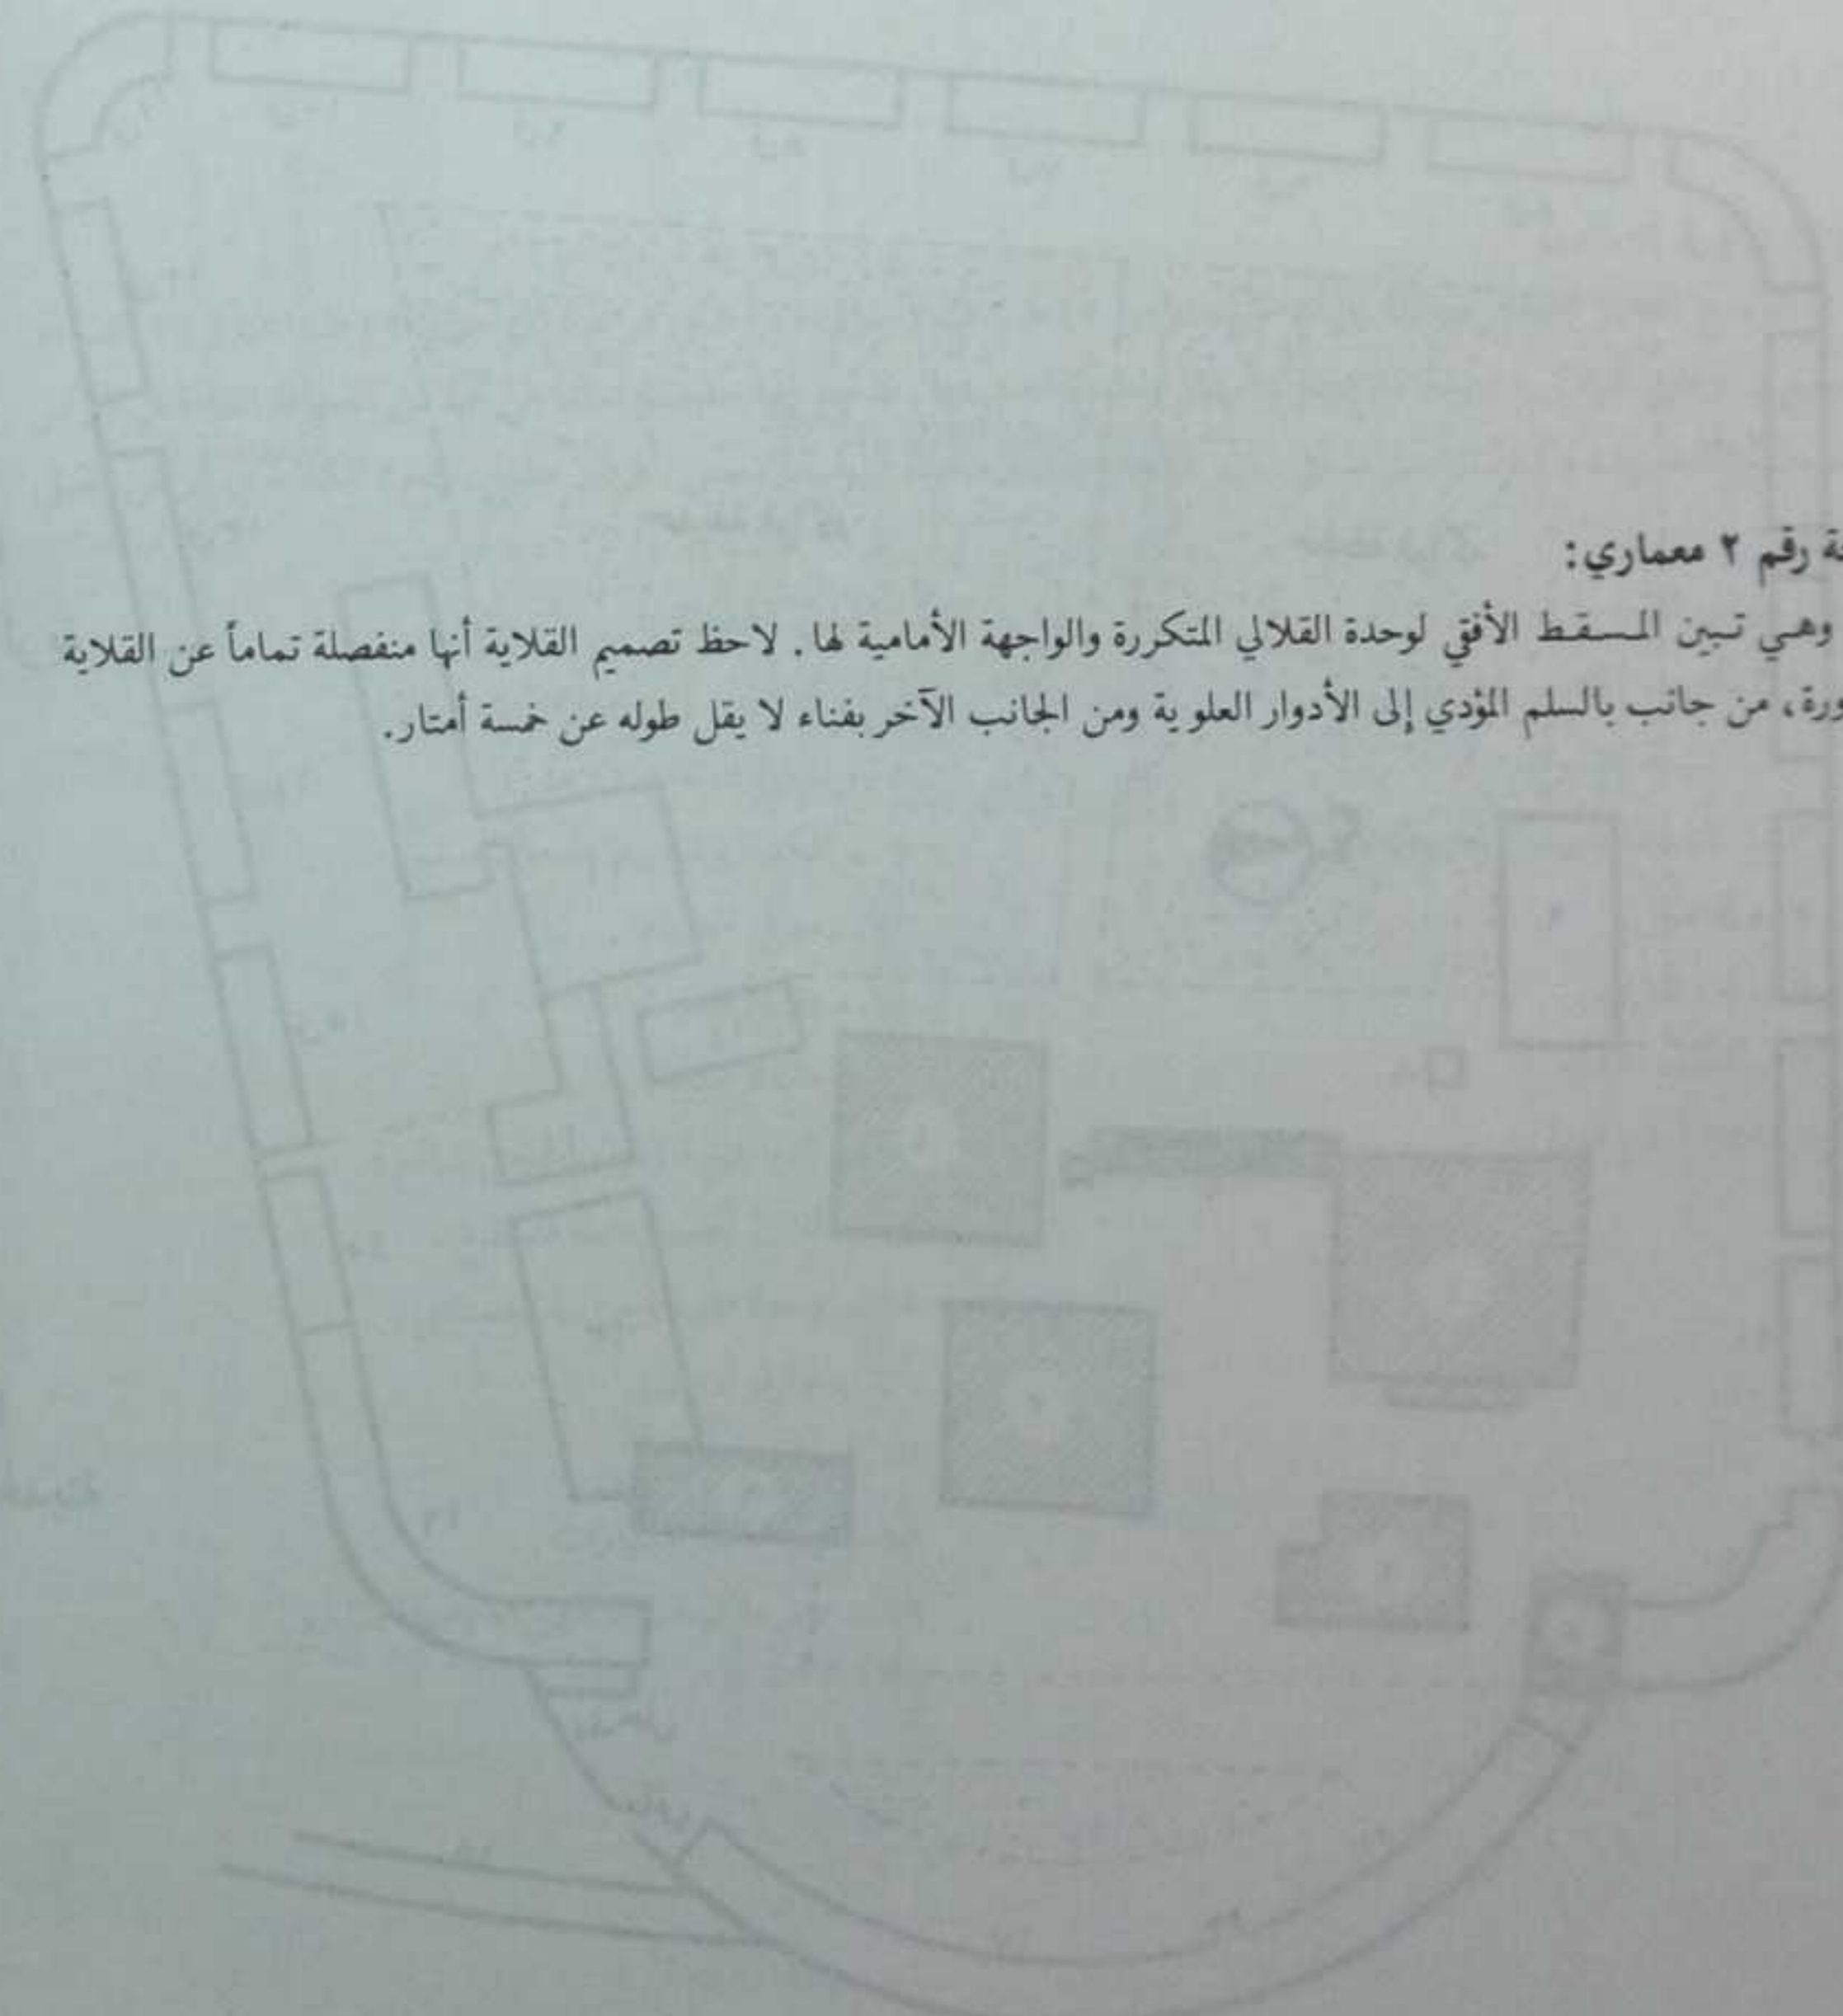 رقم ٢ معماري:
وهي تبين المسقط الأفقي لوحدة القلالي المتكررة والواجهة الأمامية لها. لاحظ تصميم القلاية أنها منفصلة تماماً عن القلاية
من جانب بالسلم المؤدي إلى الأدوار العلوية ومن الجانب الآخر بفناء لا يقل طوله عن خمسة أمتار.